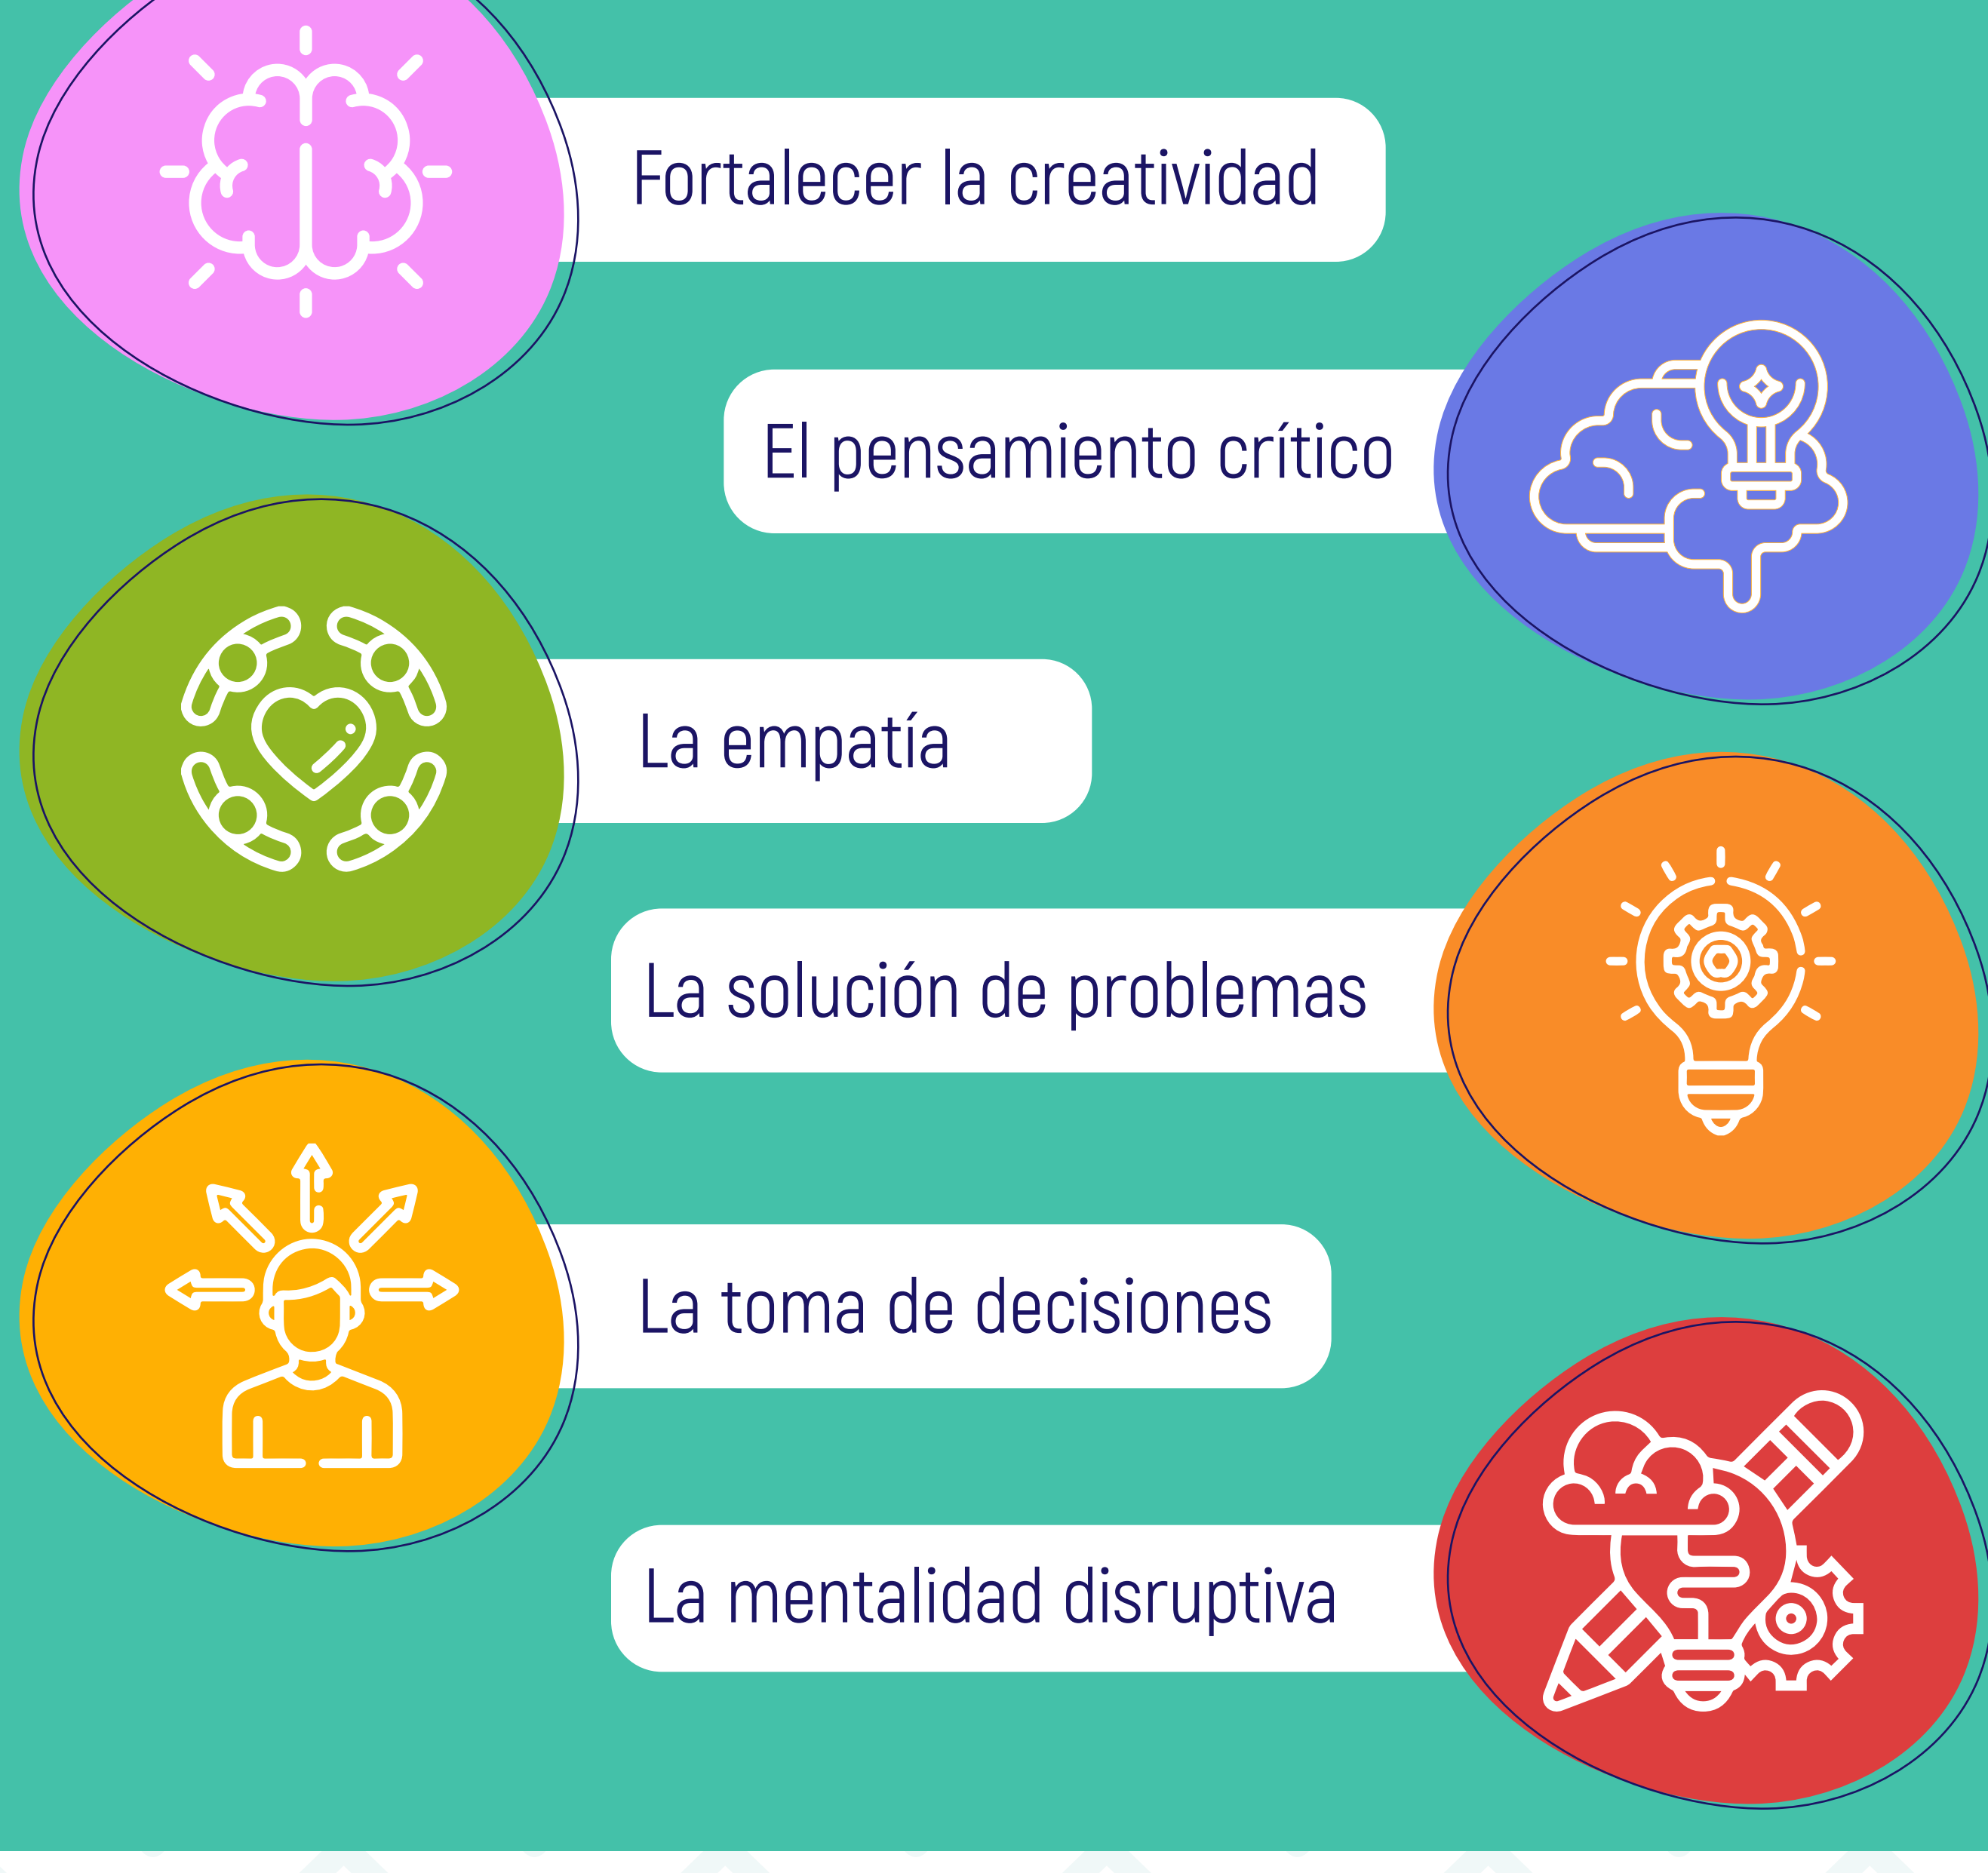 Fortalecer la creatividad
El pensamiento crítico
La empatía
La solución de problemas
La toma de decisiones
La mentalidad disruptiva